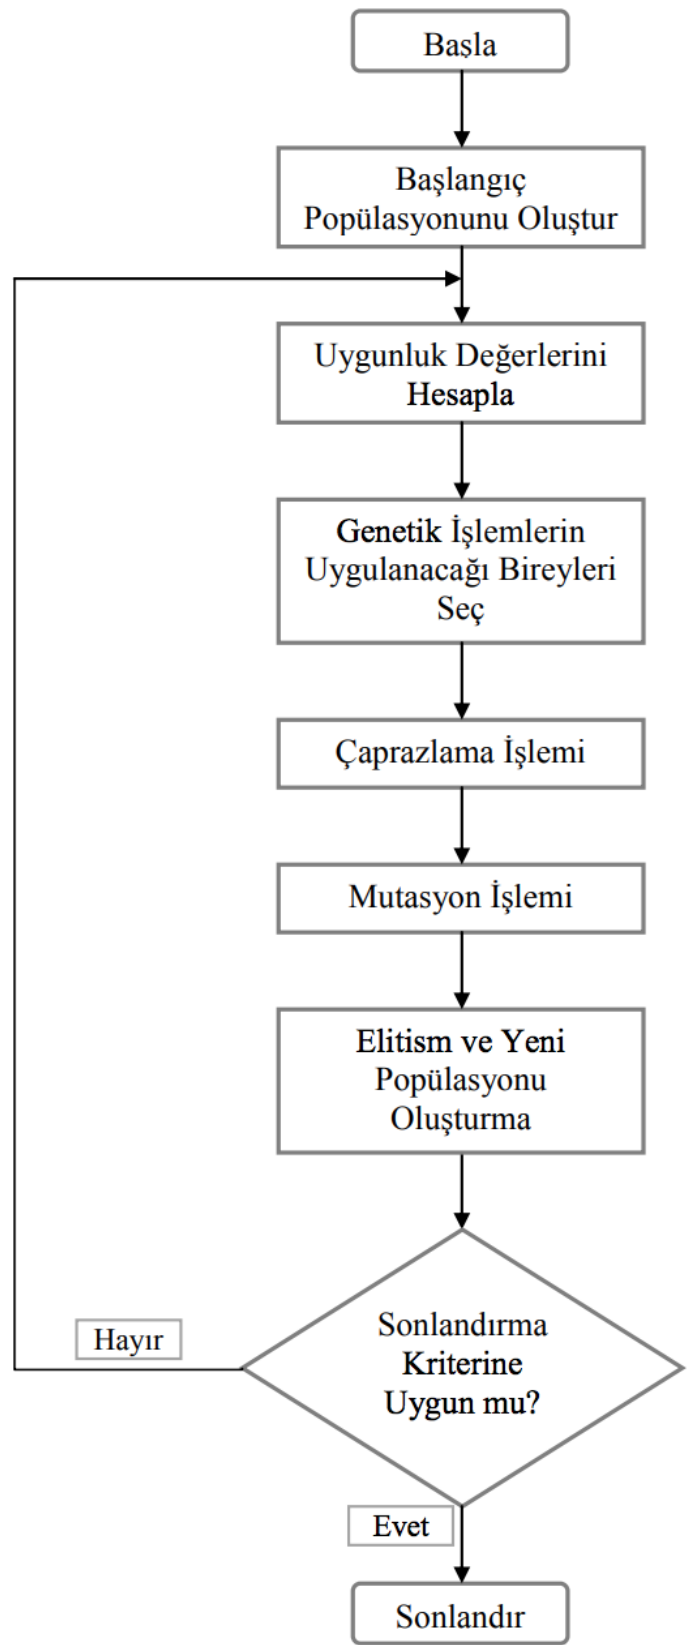 Başla
Başlangıç
Popülasyonunu Oluştur
Uygunluk Değerlerini
Hesapla
Genetik İşlemlerin
Uygulanacağı Bireyleri
Seç
Çaprazlama İşlemi
Mutasyon İşlemi
Elitism ve Yeni
Popülasyonu
Oluşturma
Sonlandırma
Kriterine
Uygun mu?
Hayır
Evet
Sonlandır